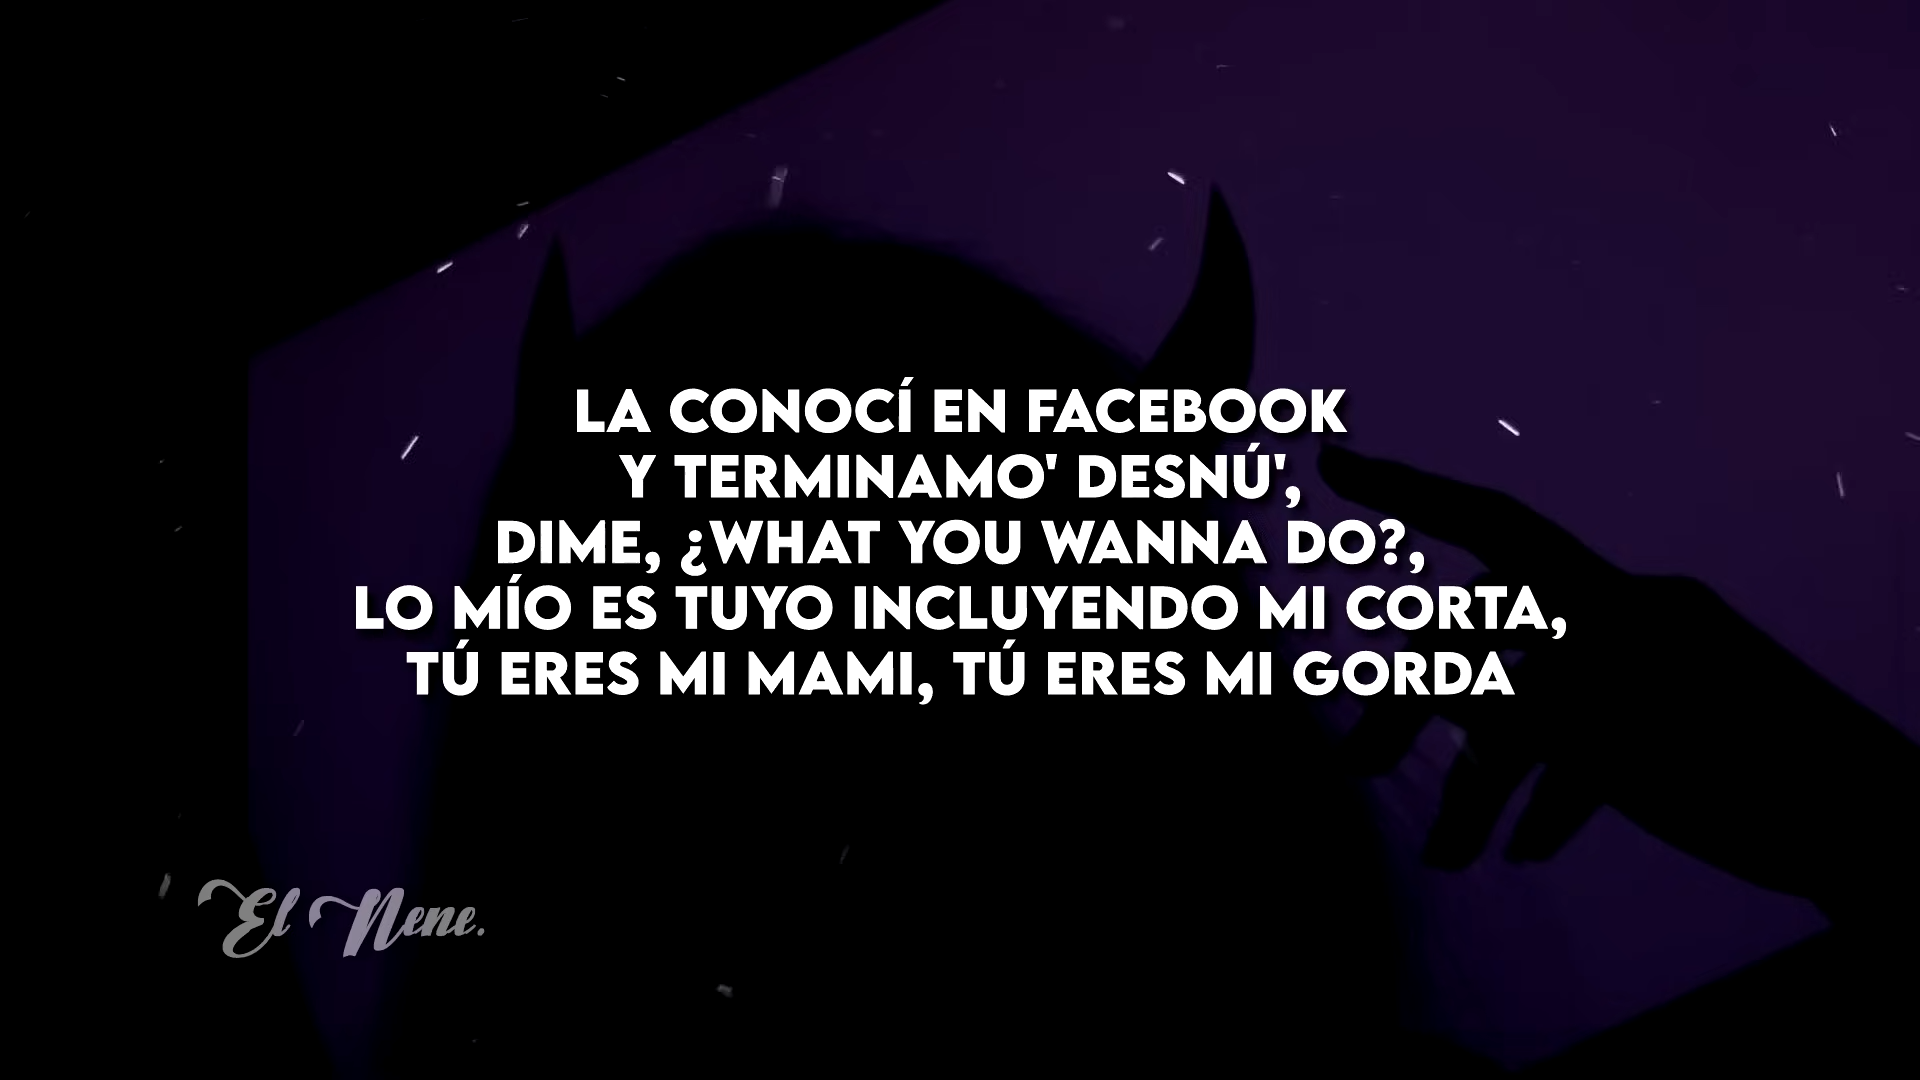 LA CONOCÍ EN FACEBOOK
Y TERMINAMO' DESNÚ',
DIME, ¿WHAT YOU WANNA DO?,
LO MÍO ES TUYO INCLUYENDO MI CORTA,
TÚ ERES MI MAMI, TÚ ERES MI GORDA
El Nene.